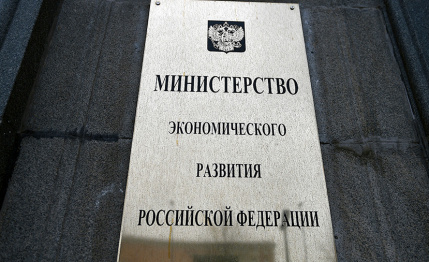 МИНИСТЕРСТВО
ЭКОНОМИЧЕСКОГО
РАЗВИТИЯ
РОССИЙСКОЙ ФЕДЕРАЦИИ